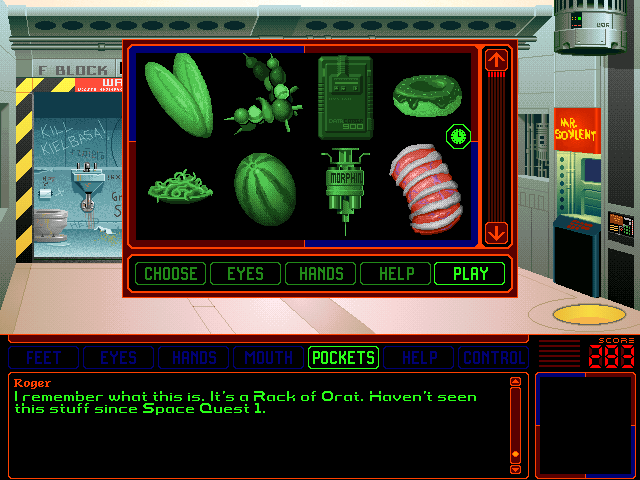 F BLOCK
WA
KILL
KIELBASA!
DATACORDER
900
MORPHIN
MR.
SOYLENT
CHOOSE
EYES
HANDS
HELP
PLAY
FEET
EYES
HANDS
MOUTH
POCKETS
HELP
CONTROL
SCORE
283
Roger
I remember what this is. It's a Rack of Orat. Haven't seen
this stuff since Space Quest 1.